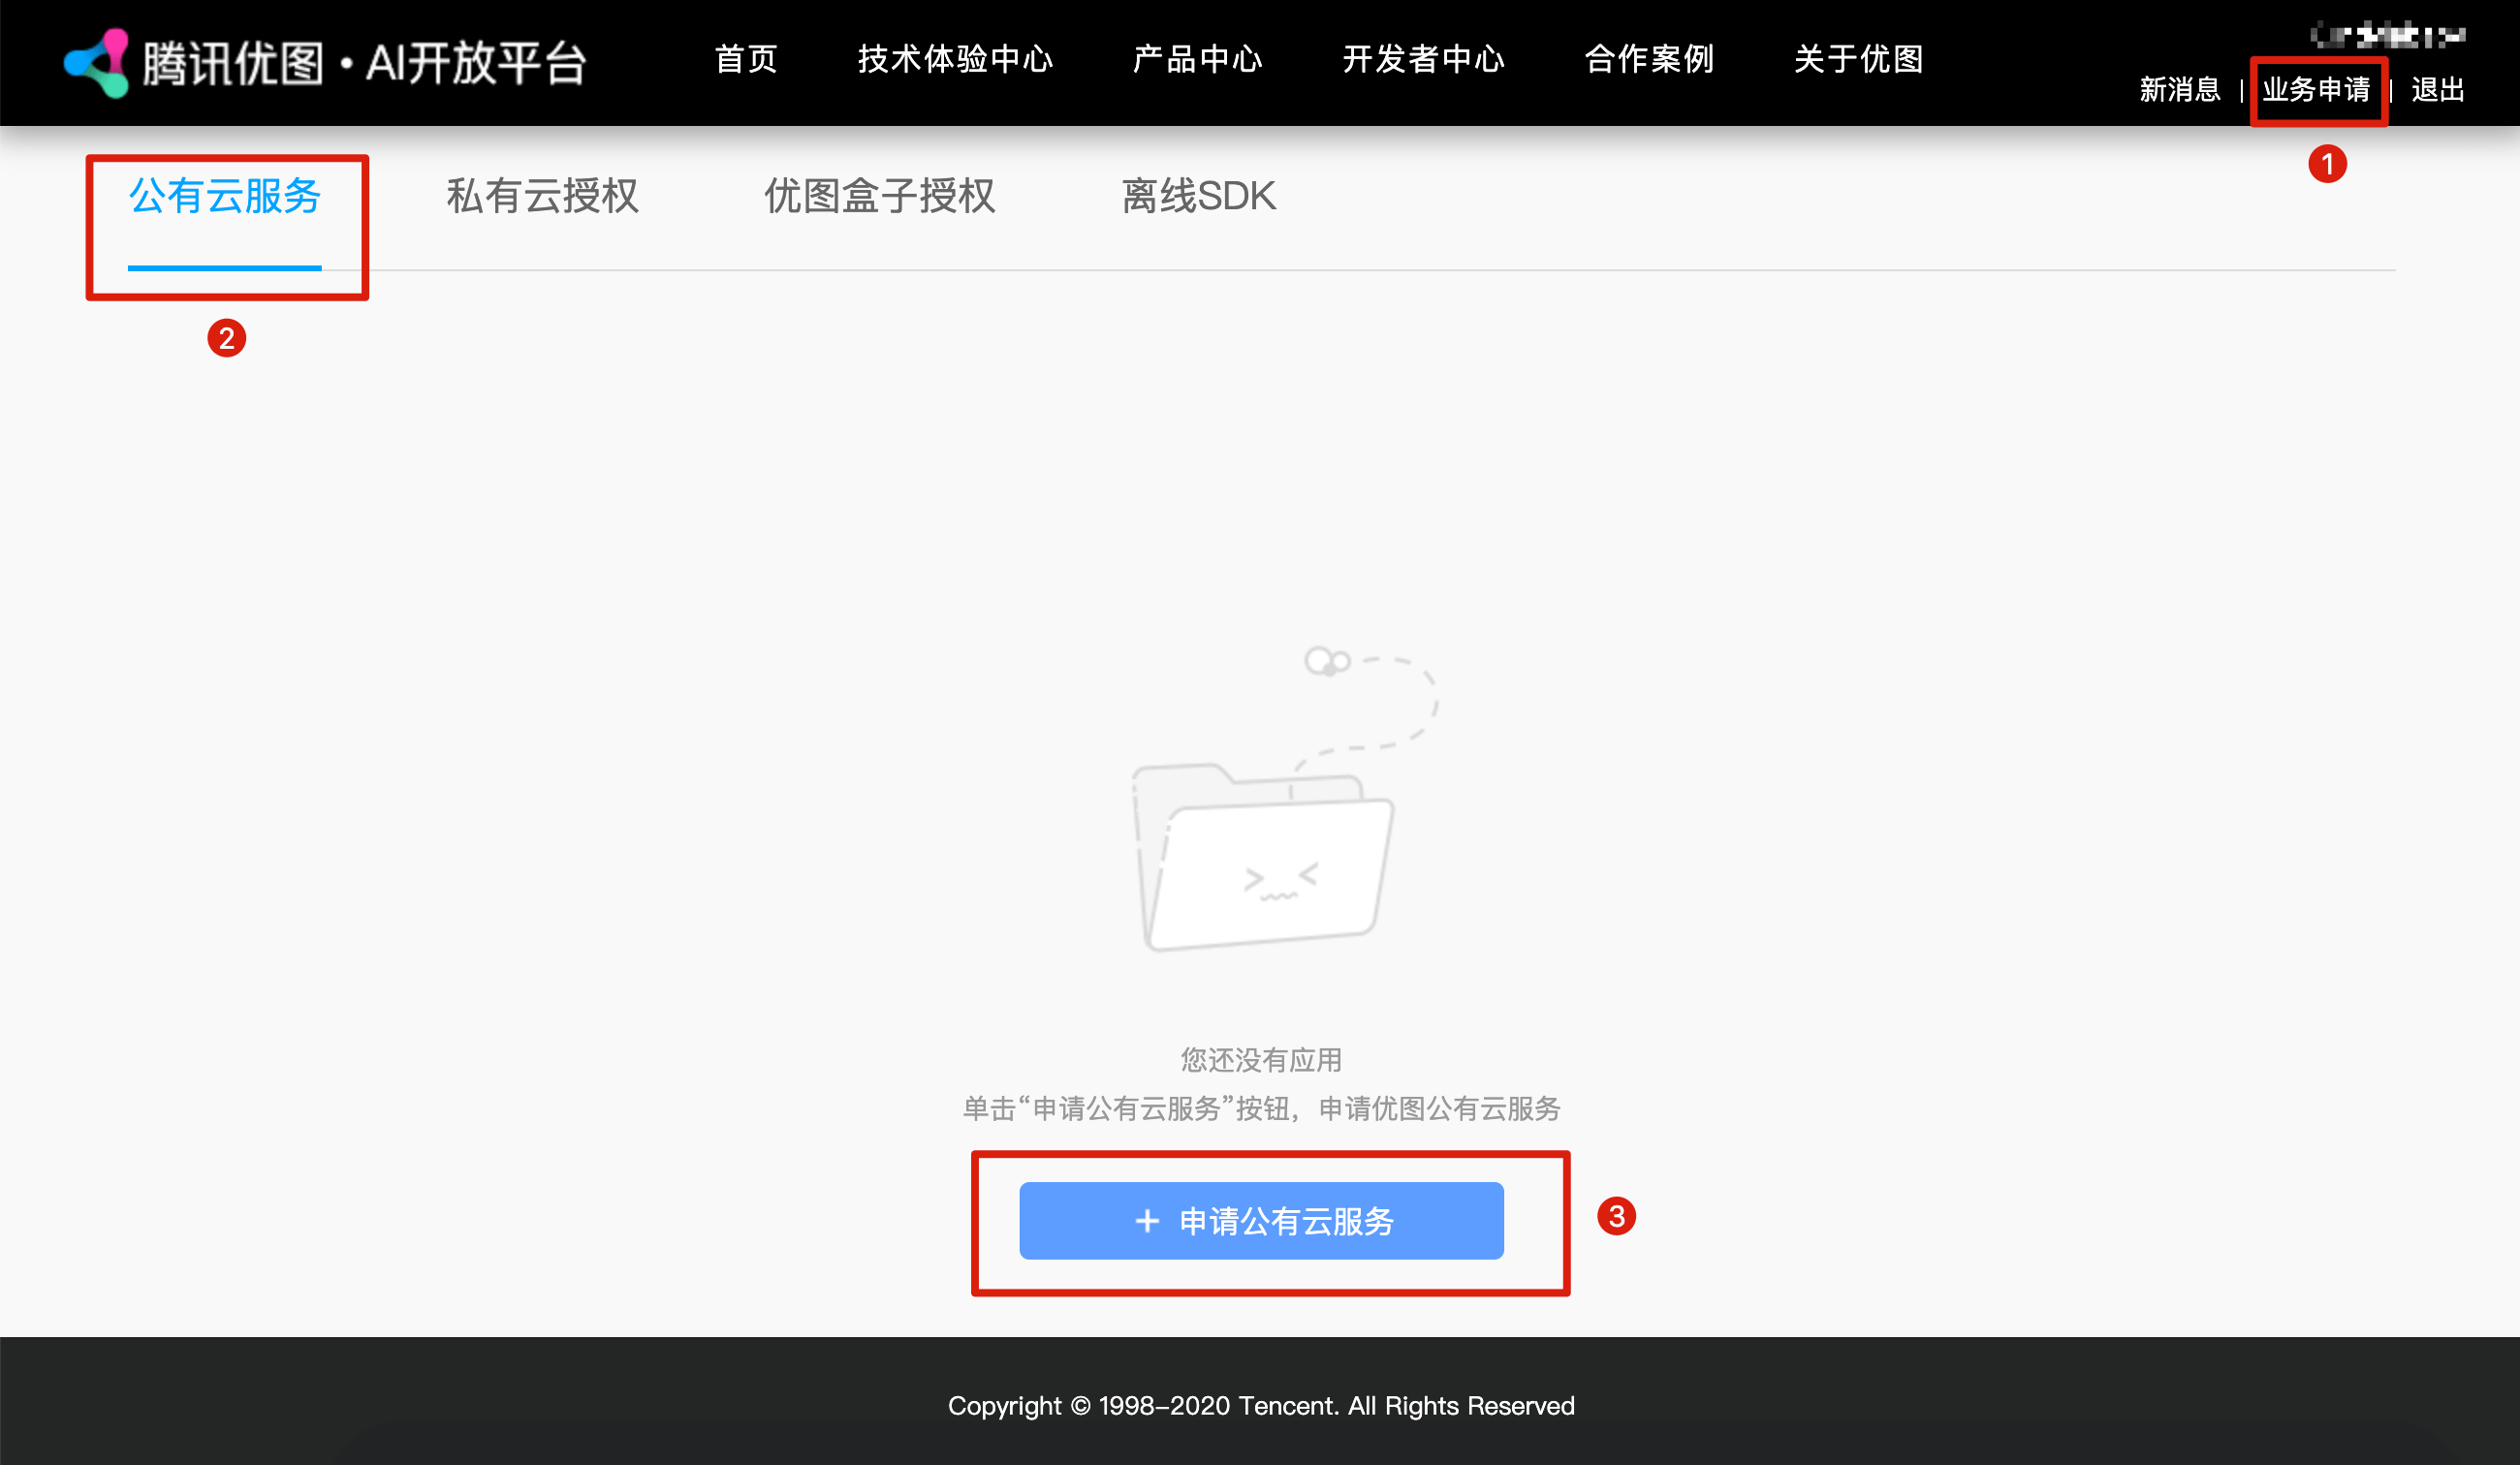 腾讯优图・AI开放平台
首页 技术体验中心 产品中心 开发者中心 合作案例 关于优图
新消息 | 业务申请 | 退出
1
公有云服务 私有云授权 优图盒子授权 离线SDK
2
您还没有应用
单击“申请公有云服务”按钮，申请优图公有云服务
+ 申请公有云服务
3
Copyright © 1998-2020 Tencent. All Rights Reserved